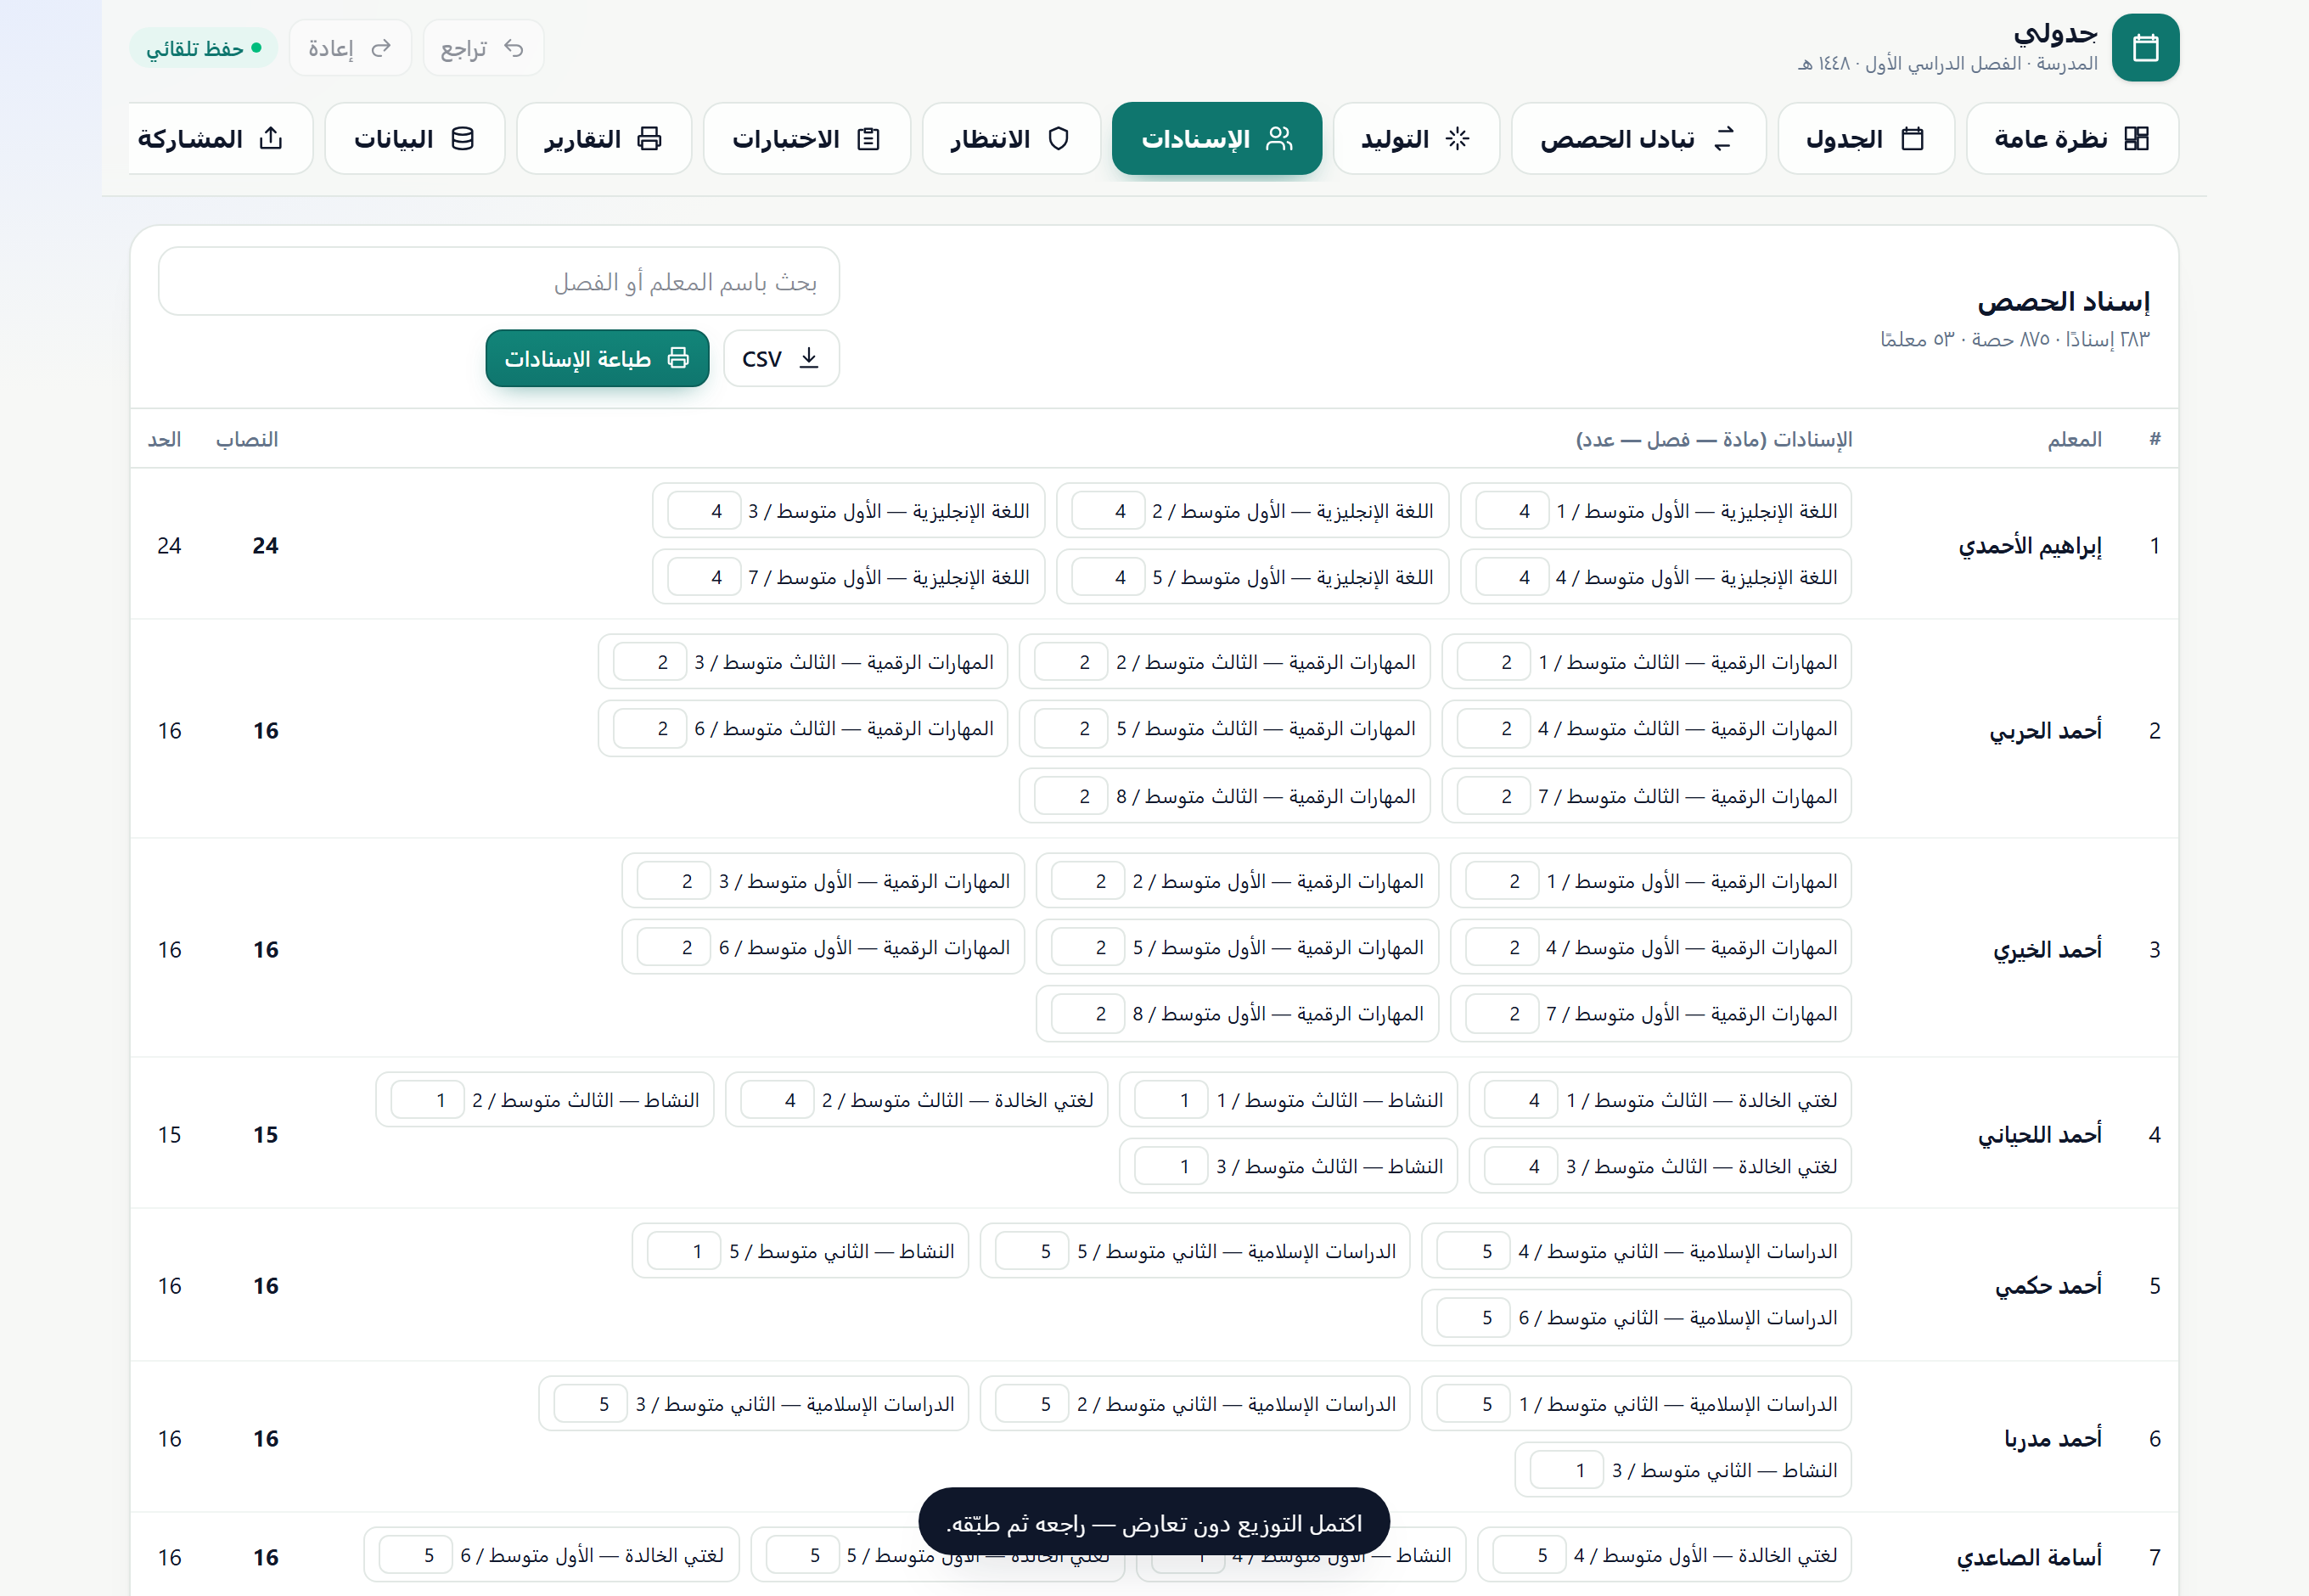 جدولي
المدرسة · الفصل الدراسي الأول · ١٤٤٨ هـ
تراجع
إعادة
حفظ تلقائي
نظرة عامة
الجدول
تبادل الحصص
التوليد
الإسنادات
الانتظار
الاختبارات
التقارير
البيانات
المشاركة
إسناد الحصص
٢٨٣ إسنادًا · ٨٧٥ حصة · ٥٣ معلمًا
بحث باسم المعلم أو الفصل
CSV
طباعة الإسنادات
# المعلم الإسنادات (مادة — فصل — عدد) النصاب الحد
1 إبراهيم الأحمدي
اللغة الإنجليزية — الأول متوسط / 1 4 اللغة الإنجليزية — الأول متوسط / 2 4 اللغة الإنجليزية — الأول متوسط / 3 4
اللغة الإنجليزية — الأول متوسط / 4 4 اللغة الإنجليزية — الأول متوسط / 5 4 اللغة الإنجليزية — الأول متوسط / 7 4
24 24
2 أحمد الحربي
المهارات الرقمية — الثالث متوسط / 1 2 المهارات الرقمية — الثالث متوسط / 2 2 المهارات الرقمية — الثالث متوسط / 3 2
المهارات الرقمية — الثالث متوسط / 4 2 المهارات الرقمية — الثالث متوسط / 5 2 المهارات الرقمية — الثالث متوسط / 6 2
المهارات الرقمية — الثالث متوسط / 7 2 المهارات الرقمية — الثالث متوسط / 8 2
16 16
3 أحمد الخيري
المهارات الرقمية — الأول متوسط / 1 2 المهارات الرقمية — الأول متوسط / 2 2 المهارات الرقمية — الأول متوسط / 3 2
المهارات الرقمية — الأول متوسط / 4 2 المهارات الرقمية — الأول متوسط / 5 2 المهارات الرقمية — الأول متوسط / 6 2
المهارات الرقمية — الأول متوسط / 7 2 المهارات الرقمية — الأول متوسط / 8 2
16 16
4 أحمد اللحياني
لغتي الخالدة — الثالث متوسط / 1 4 النشاط — الثالث متوسط / 1 1 لغتي الخالدة — الثالث متوسط / 2 4 النشاط — الثالث متوسط / 2 1
لغتي الخالدة — الثالث متوسط / 3 4 النشاط — الثالث متوسط / 3 1
15 15
5 أحمد حكمي
الدراسات الإسلامية — الثاني متوسط / 4 5 الدراسات الإسلامية — الثاني متوسط / 5 5 النشاط — الثاني متوسط / 5 1
الدراسات الإسلامية — الثاني متوسط / 6 5
16 16
6 أحمد مدربا
الدراسات الإسلامية — الثاني متوسط / 1 5 الدراسات الإسلامية — الثاني متوسط / 2 5 الدراسات الإسلامية — الثاني متوسط / 3 5
النشاط — الثاني متوسط / 3 1
16 16
7 أسامة الصاعدي
لغتي الخالدة — الأول متوسط / 4 5 النشاط — الأول متوسط / 4 1 لغتي الخالدة — الأول متوسط / 5 5 لغتي الخالدة — الأول متوسط / 6 5
16 16
اكتمل التوزيع دون تعارض — راجعه ثم طبّقه.